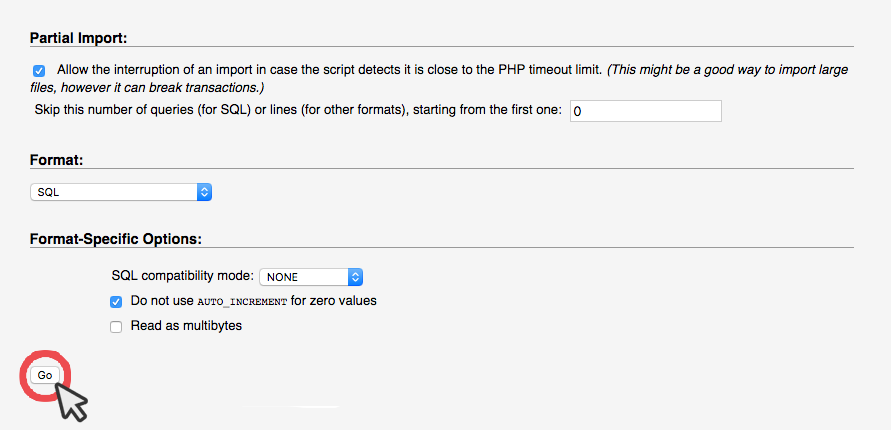 Partial Import:
Allow the interruption of an import in case the script detects it is close to the PHP timeout limit. (This might be a good way to import large
files, however it can break transactions.)
Skip this number of queries (for SQL) or lines (for other formats), starting from the first one: 0
Format:
SQL
Format-Specific Options:
SQL compatibility mode: NONE
Do not use AUTO_INCREMENT for zero values
Read as multibytes
Go